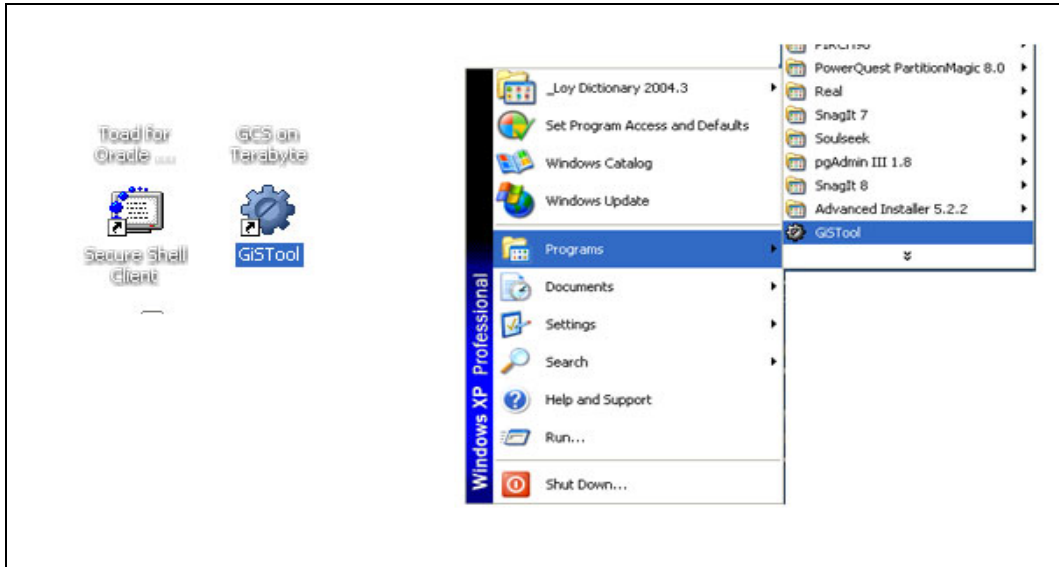 Toad for
Oracle ....
GCS on
Terabyte
Secure Shell
Client
GiSTool
_Loy Dictionary 2004.3
Set Program Access and Defaults
Windows Catalog
Windows Update
Programs
Documents
Settings
Search
Help and Support
Run...
Shut Down...
Windows XP Professional
PowerQuest PartitionMagic 8.0
Real
SnagIt 7
Soulseek
pgAdmin III 1.8
SnagIt 8
Advanced Installer 5.2.2
GiSTool